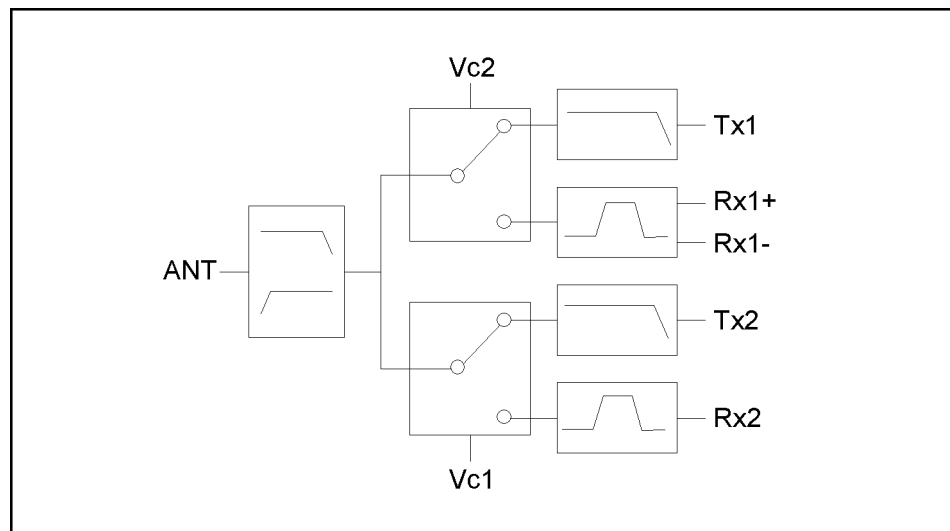 Vc2
Tx1
Rx1+
Rx1-
ANT
Tx2
Rx2
Vc1